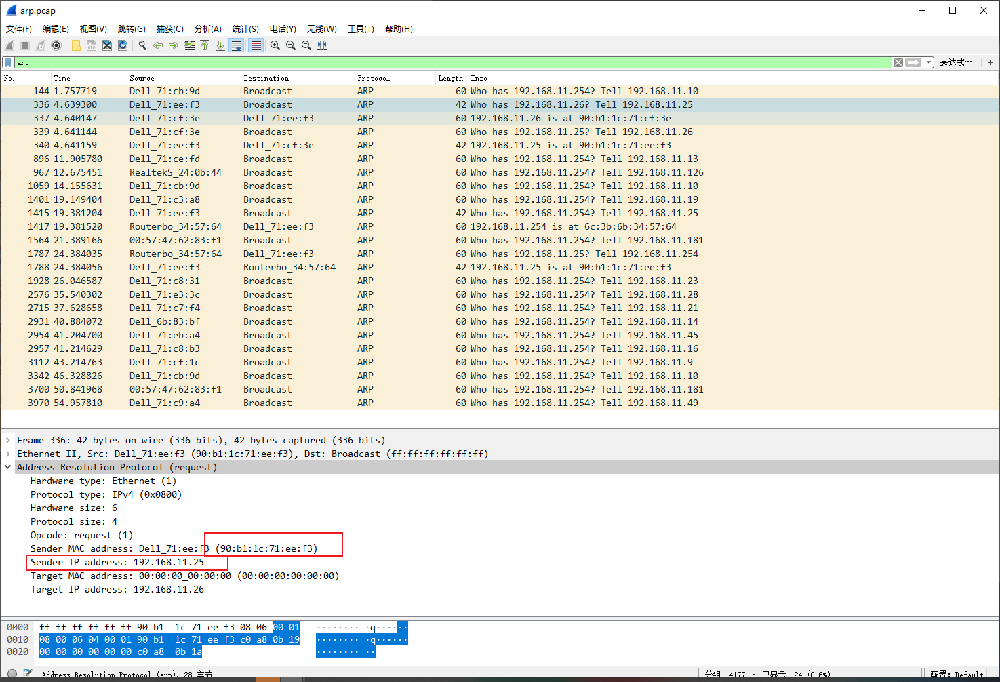 arp.pcap
文件(F) 编辑(E) 视图(V) 跳转(G) 捕获(C) 分析(A) 统计(S) 电话(Y) 无线(W) 工具(T) 帮助(H)
arp 表达式… +
No. Time Source Destination Protocol Length Info
144 1.757719 Dell_71:cb:9d Broadcast ARP 60 Who has 192.168.11.254? Tell 192.168.11.10
336 4.639300 Dell_71:ee:f3 Broadcast ARP 42 Who has 192.168.11.26? Tell 192.168.11.25
337 4.640147 Dell_71:cf:3e Dell_71:ee:f3 ARP 60 192.168.11.26 is at 90:b1:1c:71:cf:3e
339 4.641144 Dell_71:cf:3e Broadcast ARP 60 Who has 192.168.11.25? Tell 192.168.11.26
340 4.641159 Dell_71:ee:f3 Dell_71:cf:3e ARP 42 192.168.11.25 is at 90:b1:1c:71:ee:f3
896 11.905780 Dell_71:ce:fd Broadcast ARP 60 Who has 192.168.11.254? Tell 192.168.11.13
967 12.675451 RealtekS_24:0b:44 Broadcast ARP 60 Who has 192.168.11.254? Tell 192.168.11.126
1059 14.155631 Dell_71:cb:9d Broadcast ARP 60 Who has 192.168.11.254? Tell 192.168.11.10
1401 19.149404 Dell_71:c3:a8 Broadcast ARP 60 Who has 192.168.11.254? Tell 192.168.11.19
1415 19.381204 Dell_71:ee:f3 Broadcast ARP 42 Who has 192.168.11.254? Tell 192.168.11.25
1417 19.381520 Routerbo_34:57:64 Dell_71:ee:f3 ARP 60 192.168.11.254 is at 6c:3b:6b:34:57:64
1564 21.389166 00:57:47:62:83:f1 Broadcast ARP 60 Who has 192.168.11.254? Tell 192.168.11.181
1787 24.384035 Routerbo_34:57:64 Dell_71:ee:f3 ARP 60 Who has 192.168.11.25? Tell 192.168.11.254
1788 24.384056 Dell_71:ee:f3 Routerbo_34:57:64 ARP 42 192.168.11.25 is at 90:b1:1c:71:ee:f3
1928 26.046587 Dell_71:c8:31 Broadcast ARP 60 Who has 192.168.11.254? Tell 192.168.11.23
2576 35.540302 Dell_71:e3:3c Broadcast ARP 60 Who has 192.168.11.254? Tell 192.168.11.28
2715 37.628658 Dell_71:c7:f4 Broadcast ARP 60 Who has 192.168.11.254? Tell 192.168.11.21
2931 40.884072 Dell_6b:83:bf Broadcast ARP 60 Who has 192.168.11.254? Tell 192.168.11.14
2954 41.204700 Dell_71:eb:a4 Broadcast ARP 60 Who has 192.168.11.254? Tell 192.168.11.45
2957 41.214629 Dell_71:c8:b3 Broadcast ARP 60 Who has 192.168.11.254? Tell 192.168.11.16
3112 43.214763 Dell_71:cf:1c Broadcast ARP 60 Who has 192.168.11.254? Tell 192.168.11.9
3342 46.328826 Dell_71:cb:9d Broadcast ARP 60 Who has 192.168.11.254? Tell 192.168.11.10
3700 50.841968 00:57:47:62:83:f1 Broadcast ARP 60 Who has 192.168.11.254? Tell 192.168.11.181
3970 54.957810 Dell_71:c9:a4 Broadcast ARP 60 Who has 192.168.11.254? Tell 192.168.11.49
Frame 336: 42 bytes on wire (336 bits), 42 bytes captured (336 bits)
Ethernet II, Src: Dell_71:ee:f3 (90:b1:1c:71:ee:f3), Dst: Broadcast (ff:ff:ff:ff:ff:ff)
Address Resolution Protocol (request)
Hardware type: Ethernet (1)
Protocol type: IPv4 (0x0800)
Hardware size: 6
Protocol size: 4
Opcode: request (1)
Sender MAC address: Dell_71:ee:f3 (90:b1:1c:71:ee:f3)
Sender IP address: 192.168.11.25
Target MAC address: 00:00:00_00:00:00 (00:00:00:00:00:00)
Target IP address: 192.168.11.26
0000 ff ff ff ff ff ff 90 b1 1c 71 ee f3 08 06 00 01 ········ ·q······
0010 08 00 06 04 00 01 90 b1 1c 71 ee f3 c0 a8 0b 19 ········ ·q······
0020 00 00 00 00 00 00 c0 a8 0b 1a ········ ··
Address Resolution Protocol (arp), 28 字节 分组: 4177 · 已显示: 24 (0.6%) 配置: Default